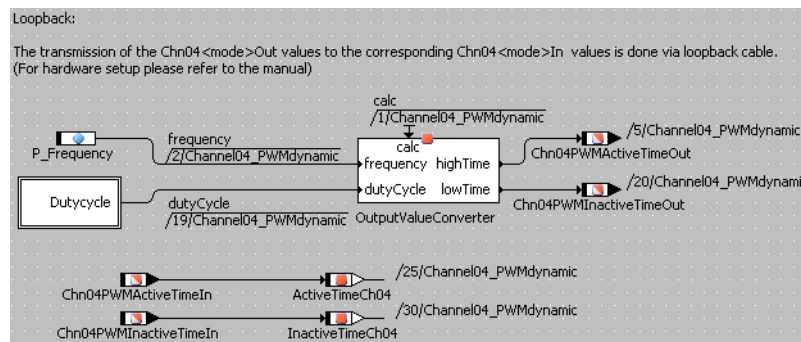 Loopback:
The transmission of the Chn04<mode>Out values to the corresponding Chn04<mode>In values is done via loopback cable.
(For hardware setup please refer to the manual)
calc
/1/Channel04_PWMdynamic
P_Frequency
frequency
/2/Channel04_PWMdynamic
calc
frequency highTime
dutyCycle lowTime
OutputValueConverter
/5/Channel04_PWMdynamic
Chn04PWMActiveTimeOut
/20/Channel04_PWMdynami
Chn04PWMInactiveTimeOut
Dutycycle
dutyCycle
/19/Channel04_PWMdynamic
Chn04PWMActiveTimeIn
ActiveTimeCh04
/25/Channel04_PWMdynamic
Chn04PWMInactiveTimeIn
InactiveTimeCh04
/30/Channel04_PWMdynamic